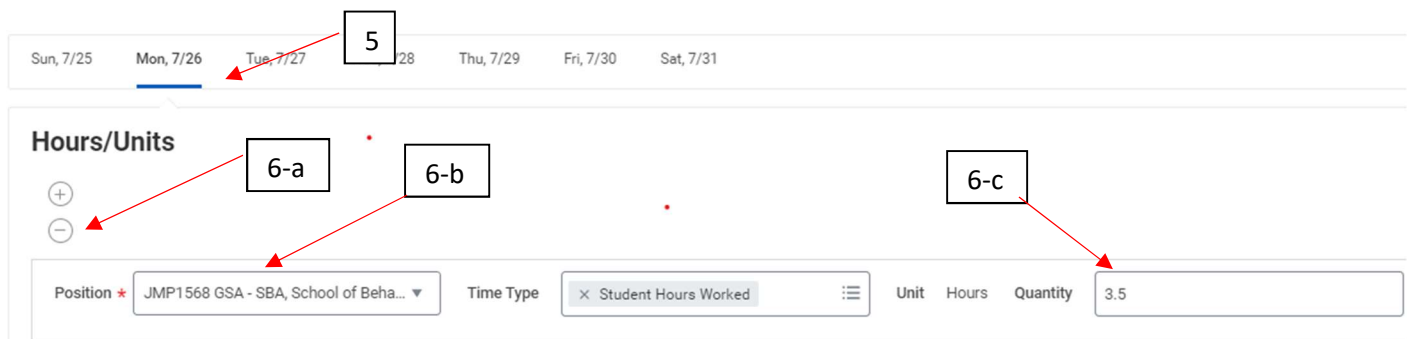 5
Sun, 7/25 Mon, 7/26 Tue, 7/27 7/28 Thu, 7/29 Fri, 7/30 Sat, 7/31
Hours/Units
6-a 6-b 6-c
Position * JMP1568 GSA - SBA, School of Beha... Time Type × Student Hours Worked Unit Hours Quantity 3.5